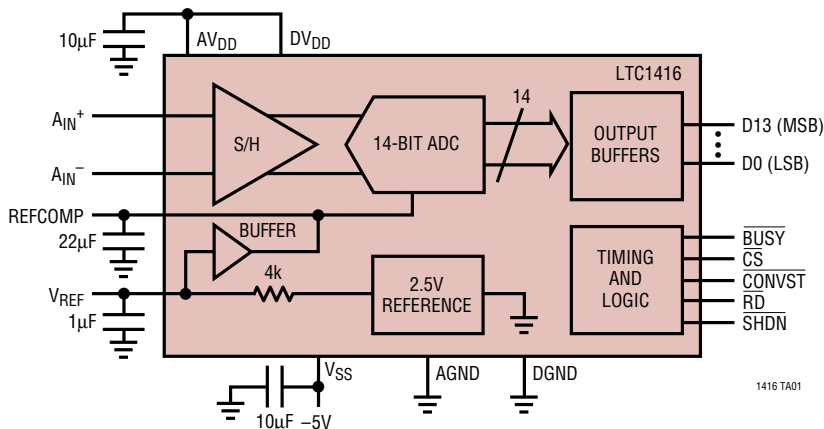 10µF
AVDD
DVDD
LTC1416
AIN+
S/H
14-BIT ADC
14
OUTPUT
BUFFERS
D13 (MSB)
D0 (LSB)
AIN–
REFCOMP
22µF
BUFFER
4k
VREF
1µF
2.5V
REFERENCE
TIMING
AND
LOGIC
BUSY
CS
CONVST
RD
SHDN
VSS
10µF
–5V
AGND
DGND
1416 TA01